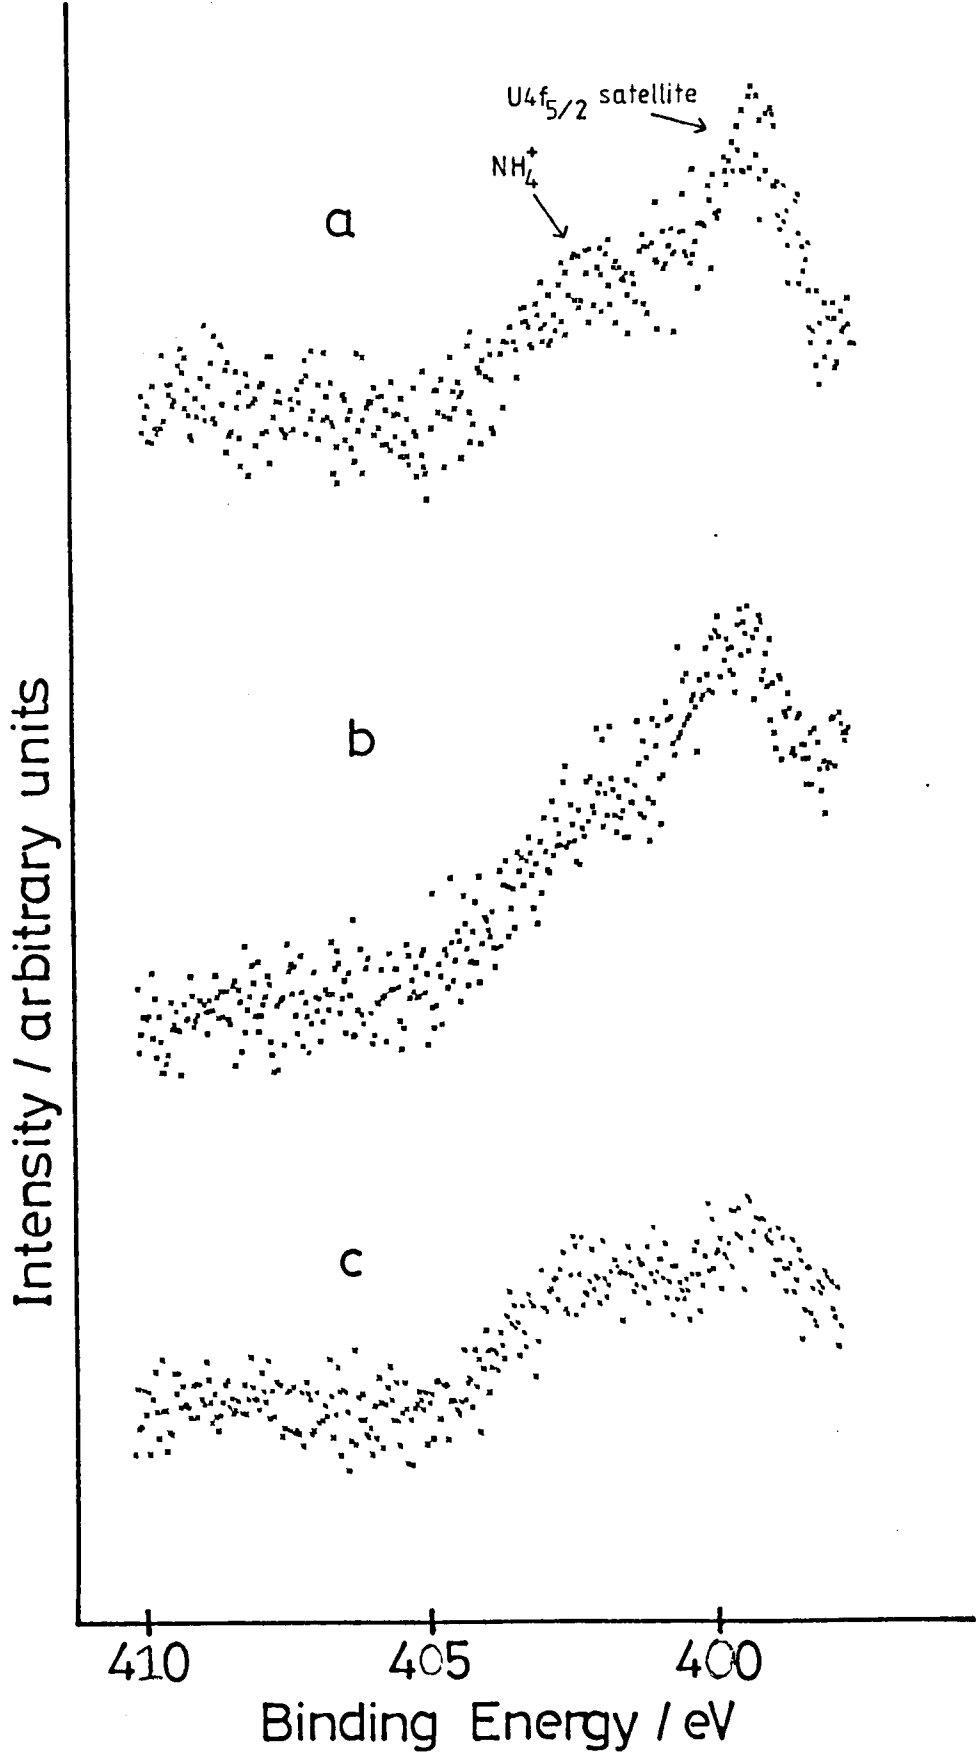 U4f5/2 satellite
NH4+
a
b
c
Intensity / arbitrary units
410 405 400
Binding Energy / eV